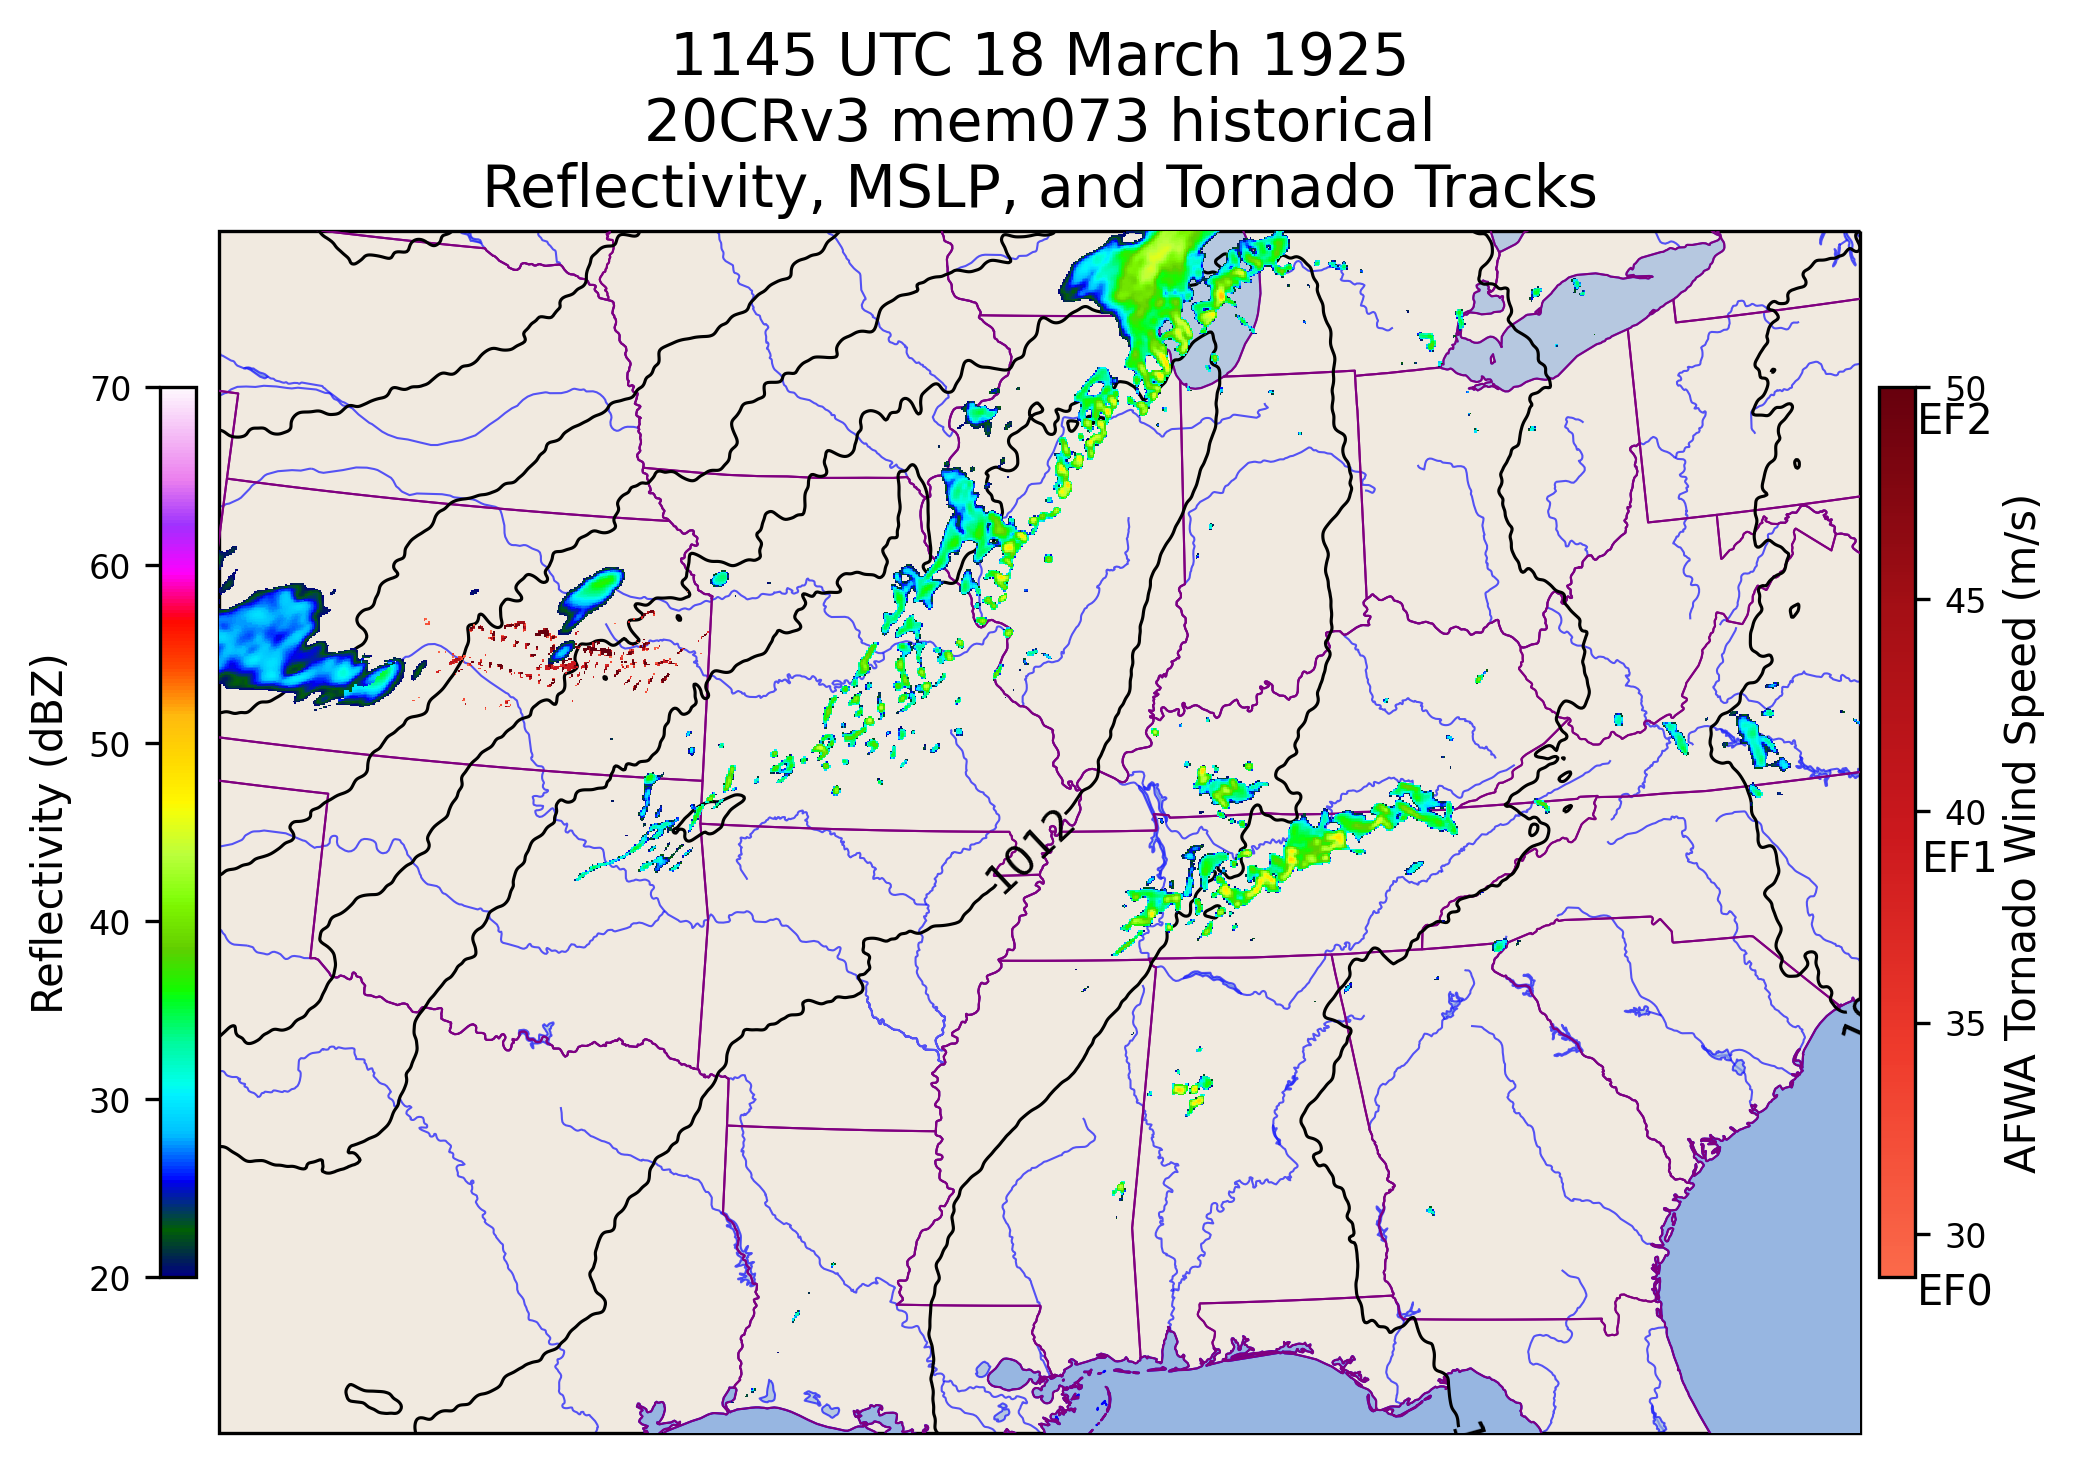 1145 UTC 18 March 1925
20CRv3 mem073 historical
Reflectivity, MSLP, and Tornado Tracks
Reflectivity (dBZ)
70
60
50
40
30
20
1012
50
EF2
45
40
EF1
35
30
EF0
AFWA Tornado Wind Speed (m/s)